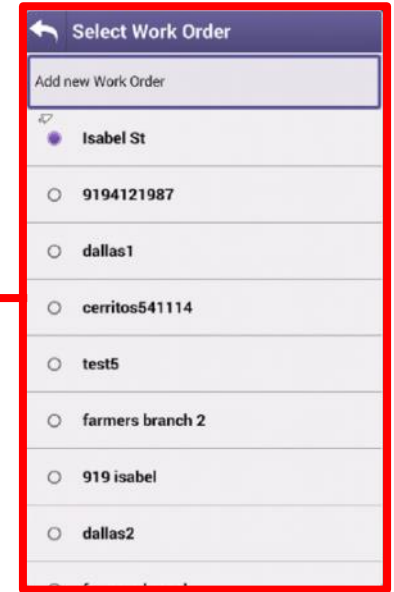 Select Work Order
Add new Work Order
Isabel St
9194121987
dallas1
cerritos541114
test5
farmers branch 2
919 isabel
dallas2